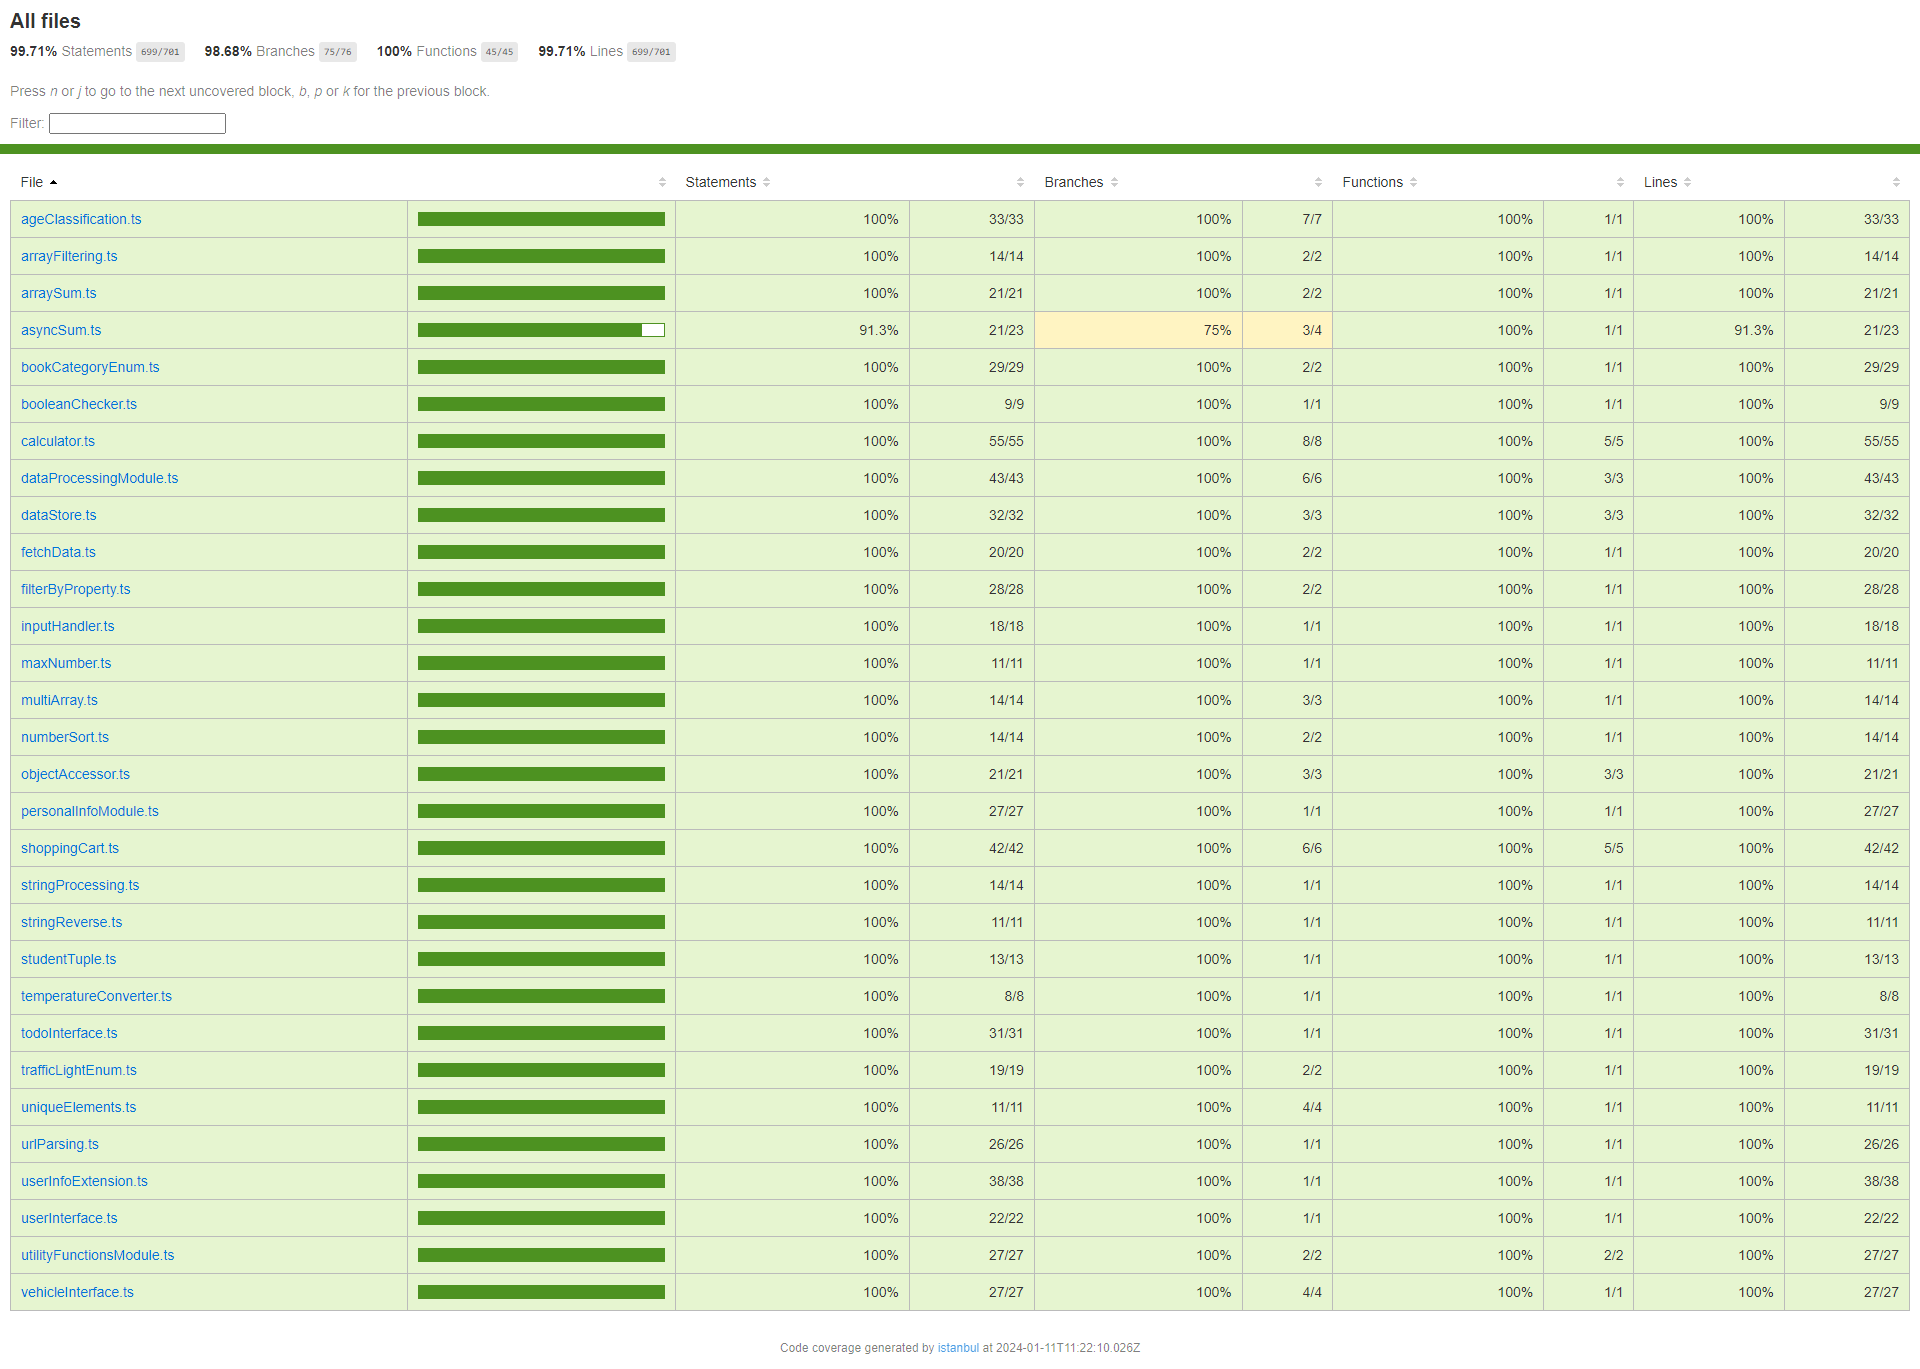 All files
99.71% Statements 699/701 98.68% Branches 75/76 100% Functions 45/45 99.71% Lines 699/701
Press n or j to go to the next uncovered block, b, p or k for the previous block.
Filter:
File Statements Branches Functions Lines
ageClassification.ts 100% 33/33 100% 7/7 100% 1/1 100% 33/33
arrayFiltering.ts 100% 14/14 100% 2/2 100% 1/1 100% 14/14
arraySum.ts 100% 21/21 100% 2/2 100% 1/1 100% 21/21
asyncSum.ts 91.3% 21/23 75% 3/4 100% 1/1 91.3% 21/23
bookCategoryEnum.ts 100% 29/29 100% 2/2 100% 1/1 100% 29/29
booleanChecker.ts 100% 9/9 100% 1/1 100% 1/1 100% 9/9
calculator.ts 100% 55/55 100% 8/8 100% 5/5 100% 55/55
dataProcessingModule.ts 100% 43/43 100% 6/6 100% 3/3 100% 43/43
dataStore.ts 100% 32/32 100% 3/3 100% 3/3 100% 32/32
fetchData.ts 100% 20/20 100% 2/2 100% 1/1 100% 20/20
filterByProperty.ts 100% 28/28 100% 2/2 100% 1/1 100% 28/28
inputHandler.ts 100% 18/18 100% 1/1 100% 1/1 100% 18/18
maxNumber.ts 100% 11/11 100% 1/1 100% 1/1 100% 11/11
multiArray.ts 100% 14/14 100% 3/3 100% 1/1 100% 14/14
numberSort.ts 100% 14/14 100% 2/2 100% 1/1 100% 14/14
objectAccessor.ts 100% 21/21 100% 3/3 100% 3/3 100% 21/21
personalInfoModule.ts 100% 27/27 100% 1/1 100% 1/1 100% 27/27
shoppingCart.ts 100% 42/42 100% 6/6 100% 5/5 100% 42/42
stringProcessing.ts 100% 14/14 100% 1/1 100% 1/1 100% 14/14
stringReverse.ts 100% 11/11 100% 1/1 100% 1/1 100% 11/11
studentTuple.ts 100% 13/13 100% 1/1 100% 1/1 100% 13/13
temperatureConverter.ts 100% 8/8 100% 1/1 100% 1/1 100% 8/8
todoInterface.ts 100% 31/31 100% 1/1 100% 1/1 100% 31/31
trafficLightEnum.ts 100% 19/19 100% 2/2 100% 1/1 100% 19/19
uniqueElements.ts 100% 11/11 100% 4/4 100% 1/1 100% 11/11
urlParsing.ts 100% 26/26 100% 1/1 100% 1/1 100% 26/26
userInfoExtension.ts 100% 38/38 100% 1/1 100% 1/1 100% 38/38
userInterface.ts 100% 22/22 100% 1/1 100% 1/1 100% 22/22
utilityFunctionsModule.ts 100% 27/27 100% 2/2 100% 2/2 100% 27/27
vehicleInterface.ts 100% 27/27 100% 4/4 100% 1/1 100% 27/27
Code coverage generated by istanbul at 2024-01-11T11:22:10.026Z